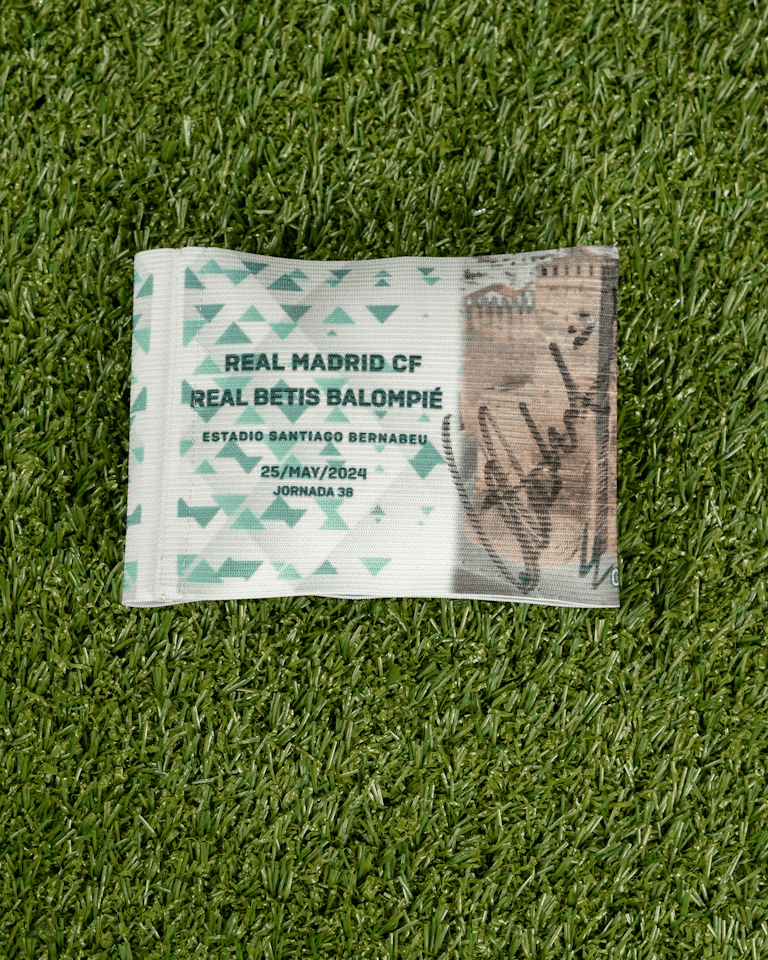 REAL MADRID CF
REAL BETIS BALOMPIÉ
ESTADIO SANTIAGO BERNABEU
25/MAY/2024
JORNADA 38